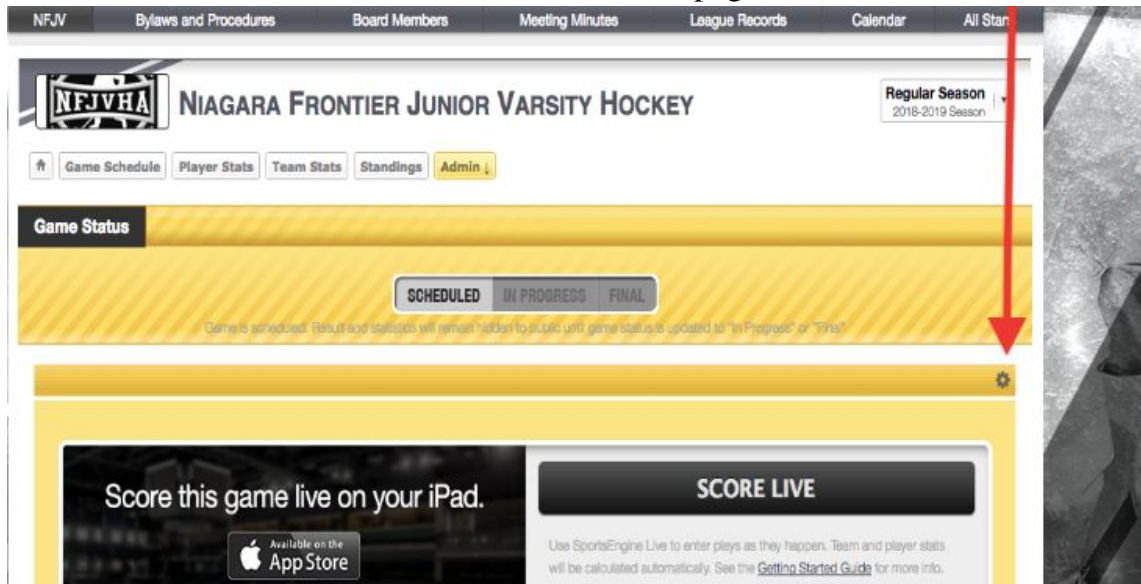 page
NFJV Bylaws and Procedures Board Members Meeting Minutes League Records Calendar All Stars
NFJVHA NIAGARA FRONTIER JUNIOR VARSITY HOCKEY
Regular Season
2018-2019 Season
Game Schedule Player Stats Team Stats Standings Admin ↓
Game Status
SCHEDULED IN PROGRESS FINAL
Game is scheduled. Result and statistics will remain hidden to public until game status is updated to "In Progress" or "Final"
Score this game live on your iPad.
Available on the
App Store
SCORE LIVE
Use SportsEngine Live to enter plays as they happen. Team and player stats
will be calculated automatically. See the Getting Started Guide for more info.